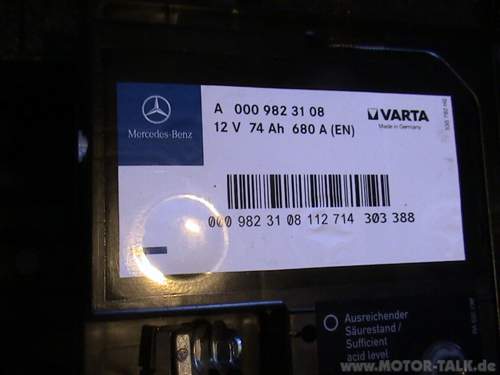 Mercedes-Benz
A 000 982 31 08
12 V 74 Ah 680 A (EN)
VARTA
Made in Germany
000 982 31 08 112 714 303 388
Ausreichender
Säurestand /
Sufficient
acid level
www.MOTOR-TALK.de